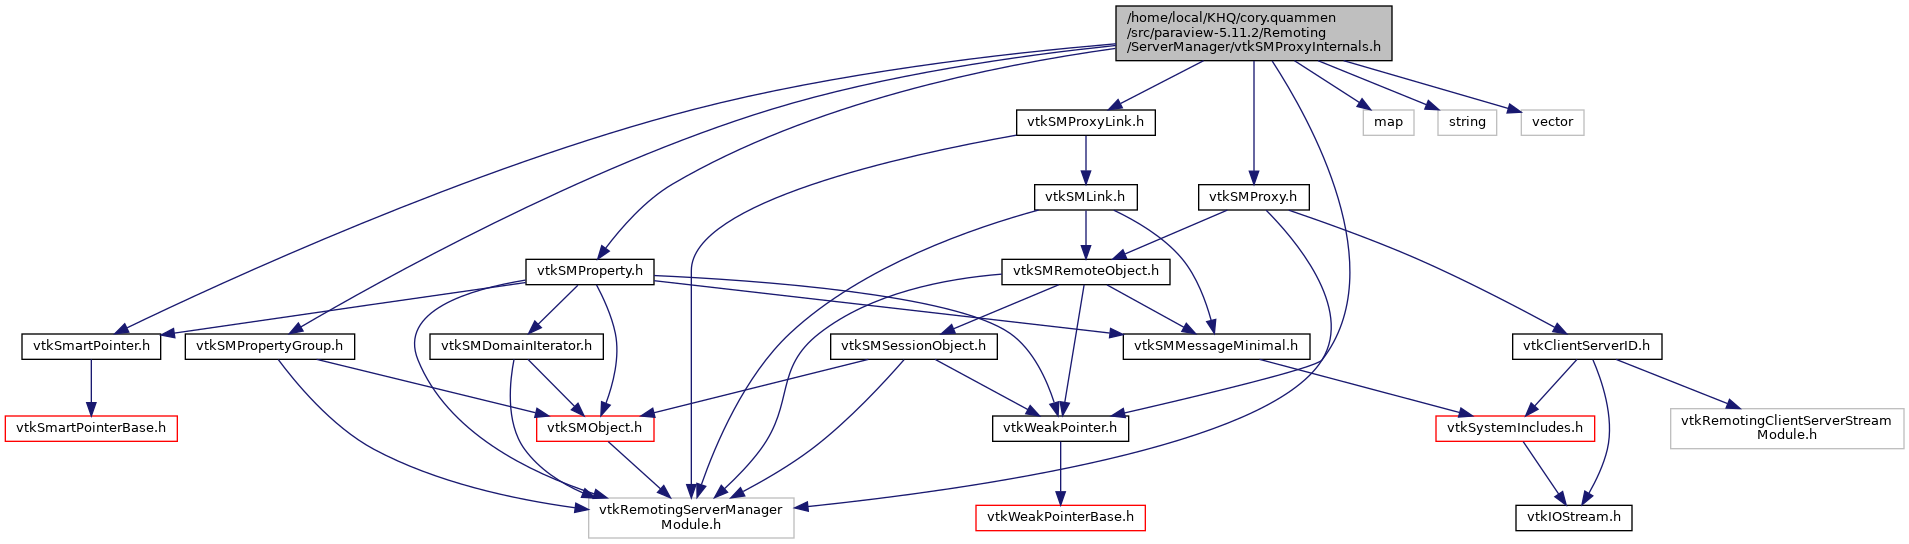 /home/local/KHQ/cory.quammen
/src/paraview-5.11.2/Remoting
/ServerManager/vtkSMProxyInternals.h
vtkSMProxyLink.h
map
string
vector
vtkSMLink.h
vtkSMProxy.h
vtkSMProperty.h
vtkSMRemoteObject.h
vtkSmartPointer.h
vtkSMPropertyGroup.h
vtkSMDomainIterator.h
vtkSMSessionObject.h
vtkSMMessageMinimal.h
vtkClientServerID.h
vtkSmartPointerBase.h
vtkSMObject.h
vtkWeakPointer.h
vtkSystemIncludes.h
vtkRemotingClientServerStream
Module.h
vtkRemotingServerManager
Module.h
vtkWeakPointerBase.h
vtkIOStream.h